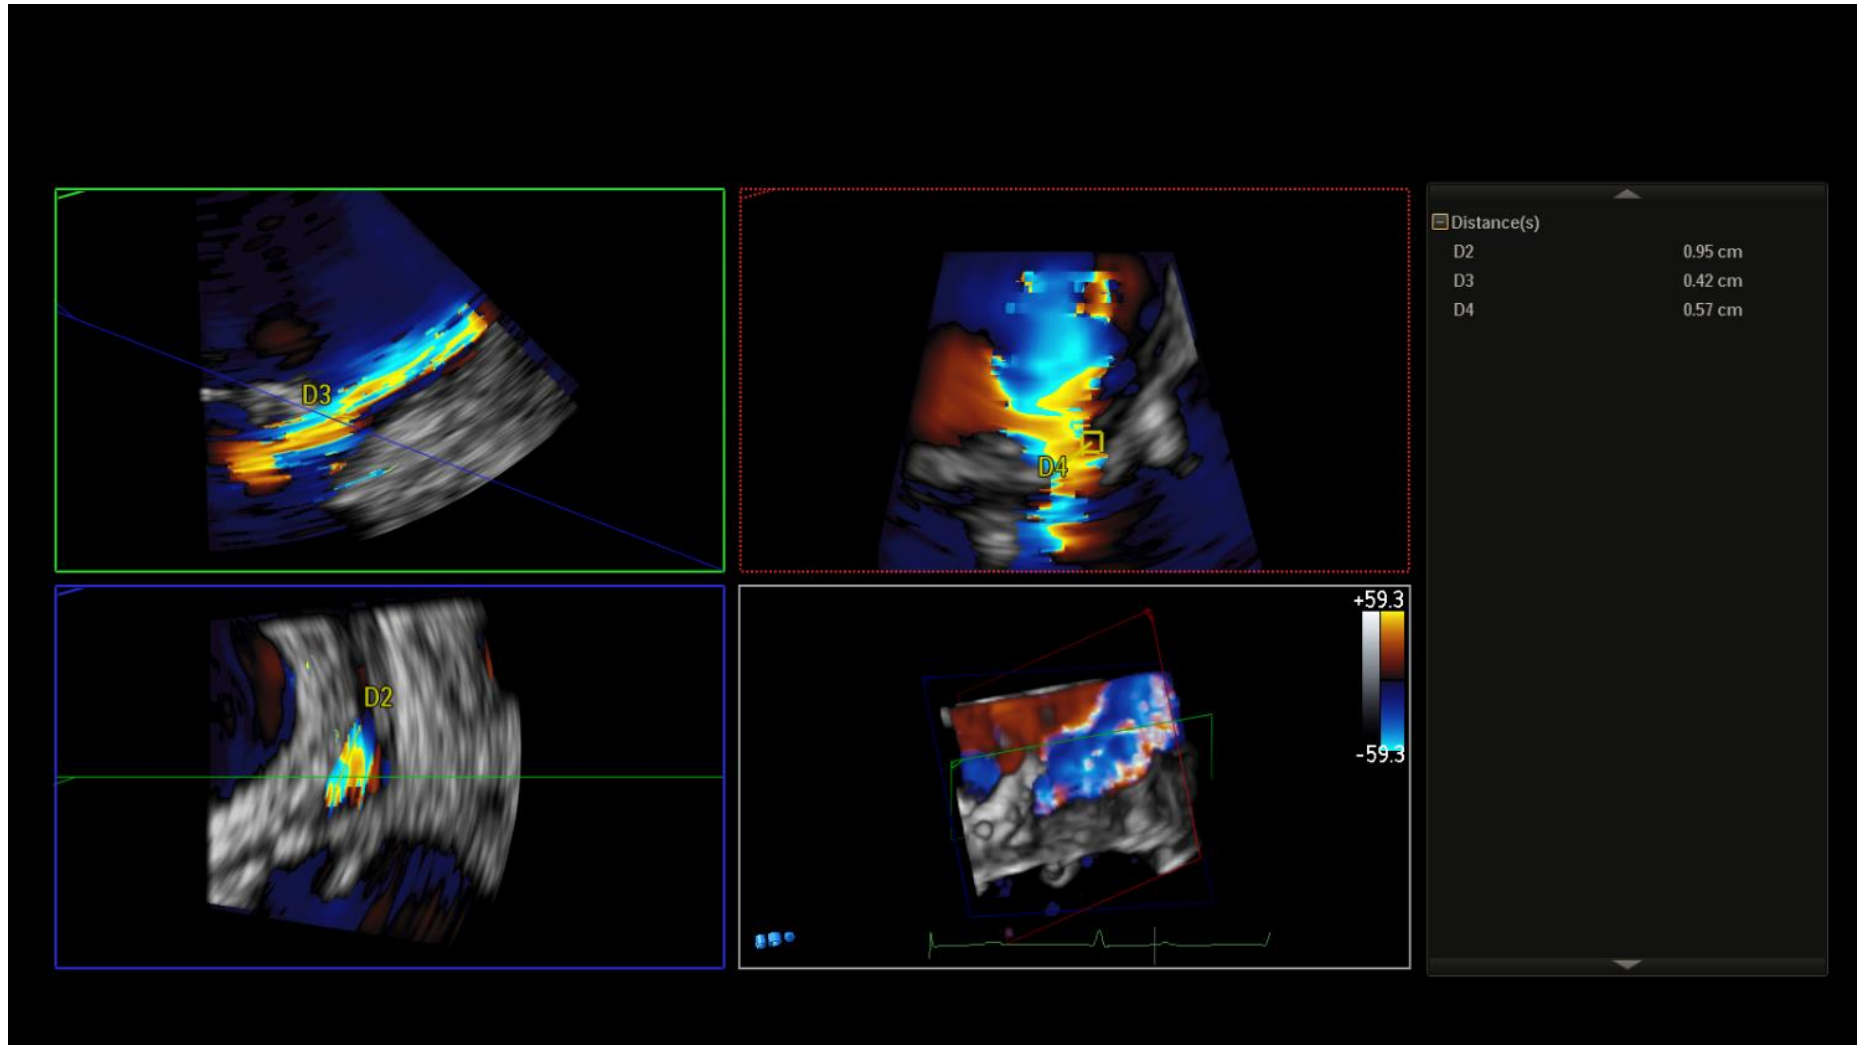 D3
D4
D2
+59.3
-59.3
Distance(s)
D2 0.95 cm
D3 0.42 cm
D4 0.57 cm